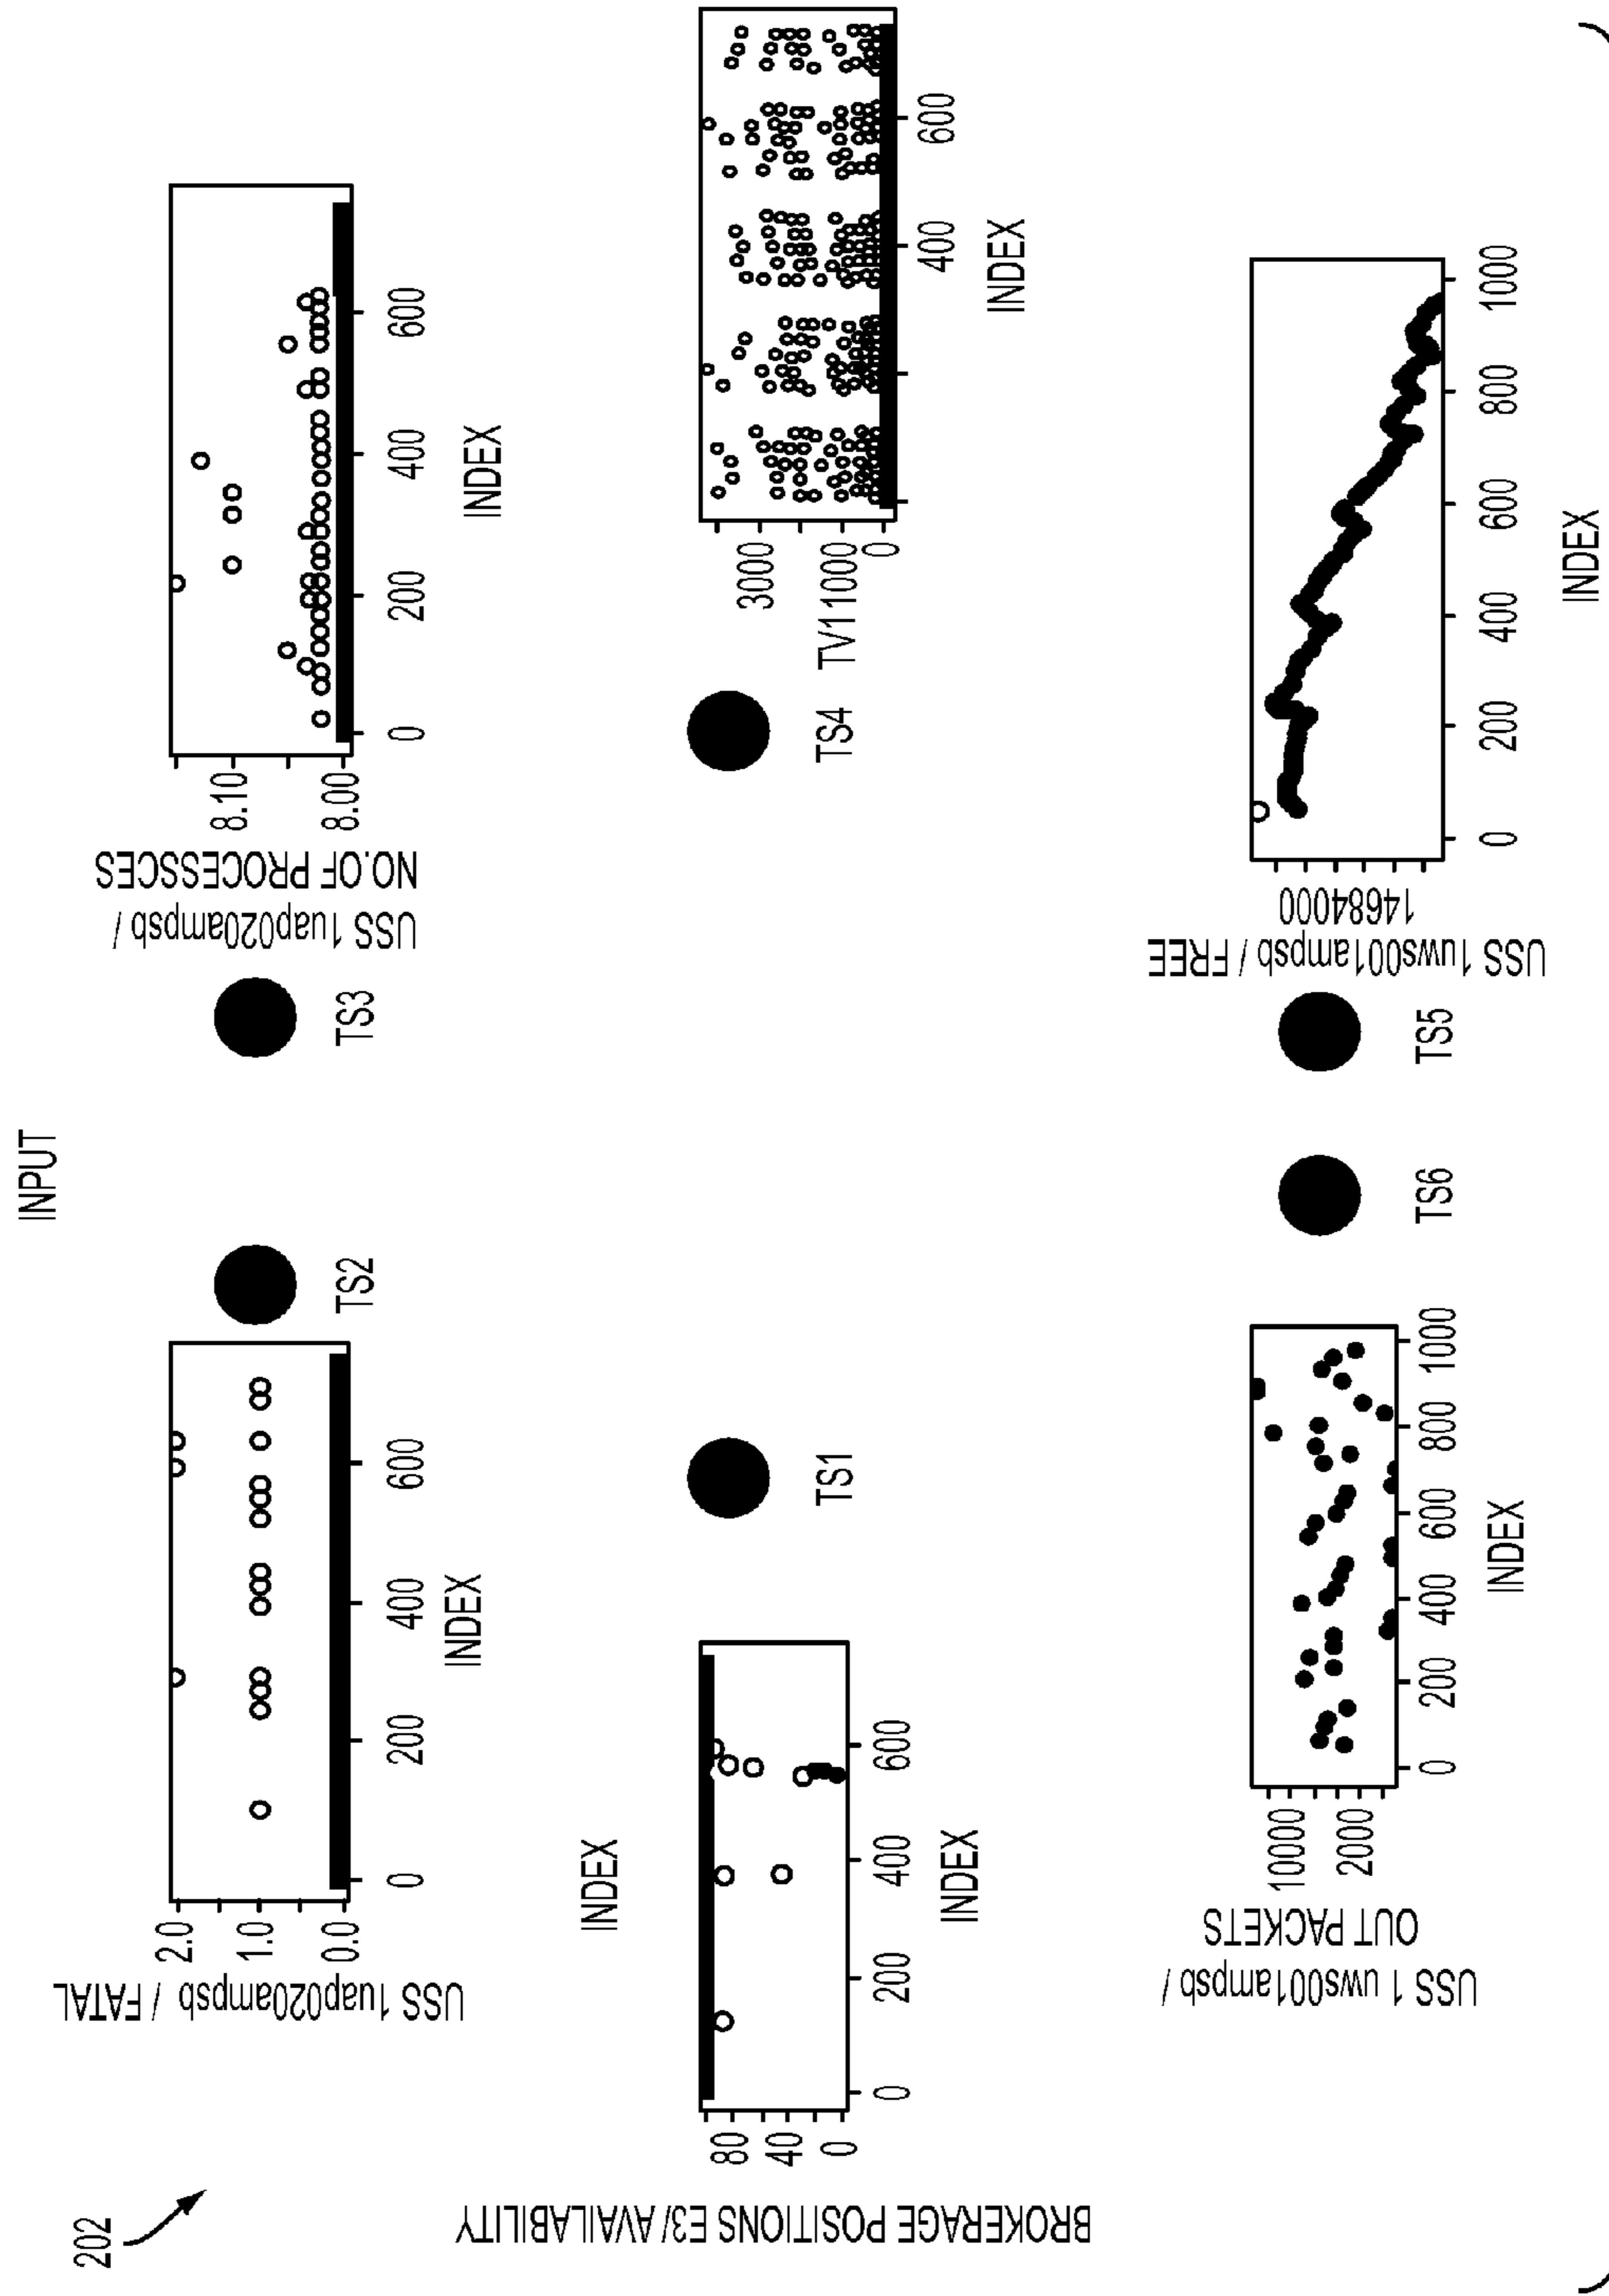 INPUT
202
USS 1uap020ampsb / FATAL
2.0
1.0
0.0
0 200 400 600
INDEX
TS2
TS3
USS 1uap020ampsb /
NO.OF PROCESSCES
8.10
8.00
0 200 400 600
INDEX
BROKERAGE POSITIONS E3/ AVAILABILITY
INDEX
80
40
0
0 200 400 600
INDEX
TS1
TS4
3000
TV11000
0
400 600
INDEX
USS 1 uws001ampsb /
OUT PACKETS
10000
2000
0 200 400 600 800 1000
INDEX
TS6
TS5
USS 1uws001ampsb / FREE
14684000
0 200 400 600 800 1000
INDEX